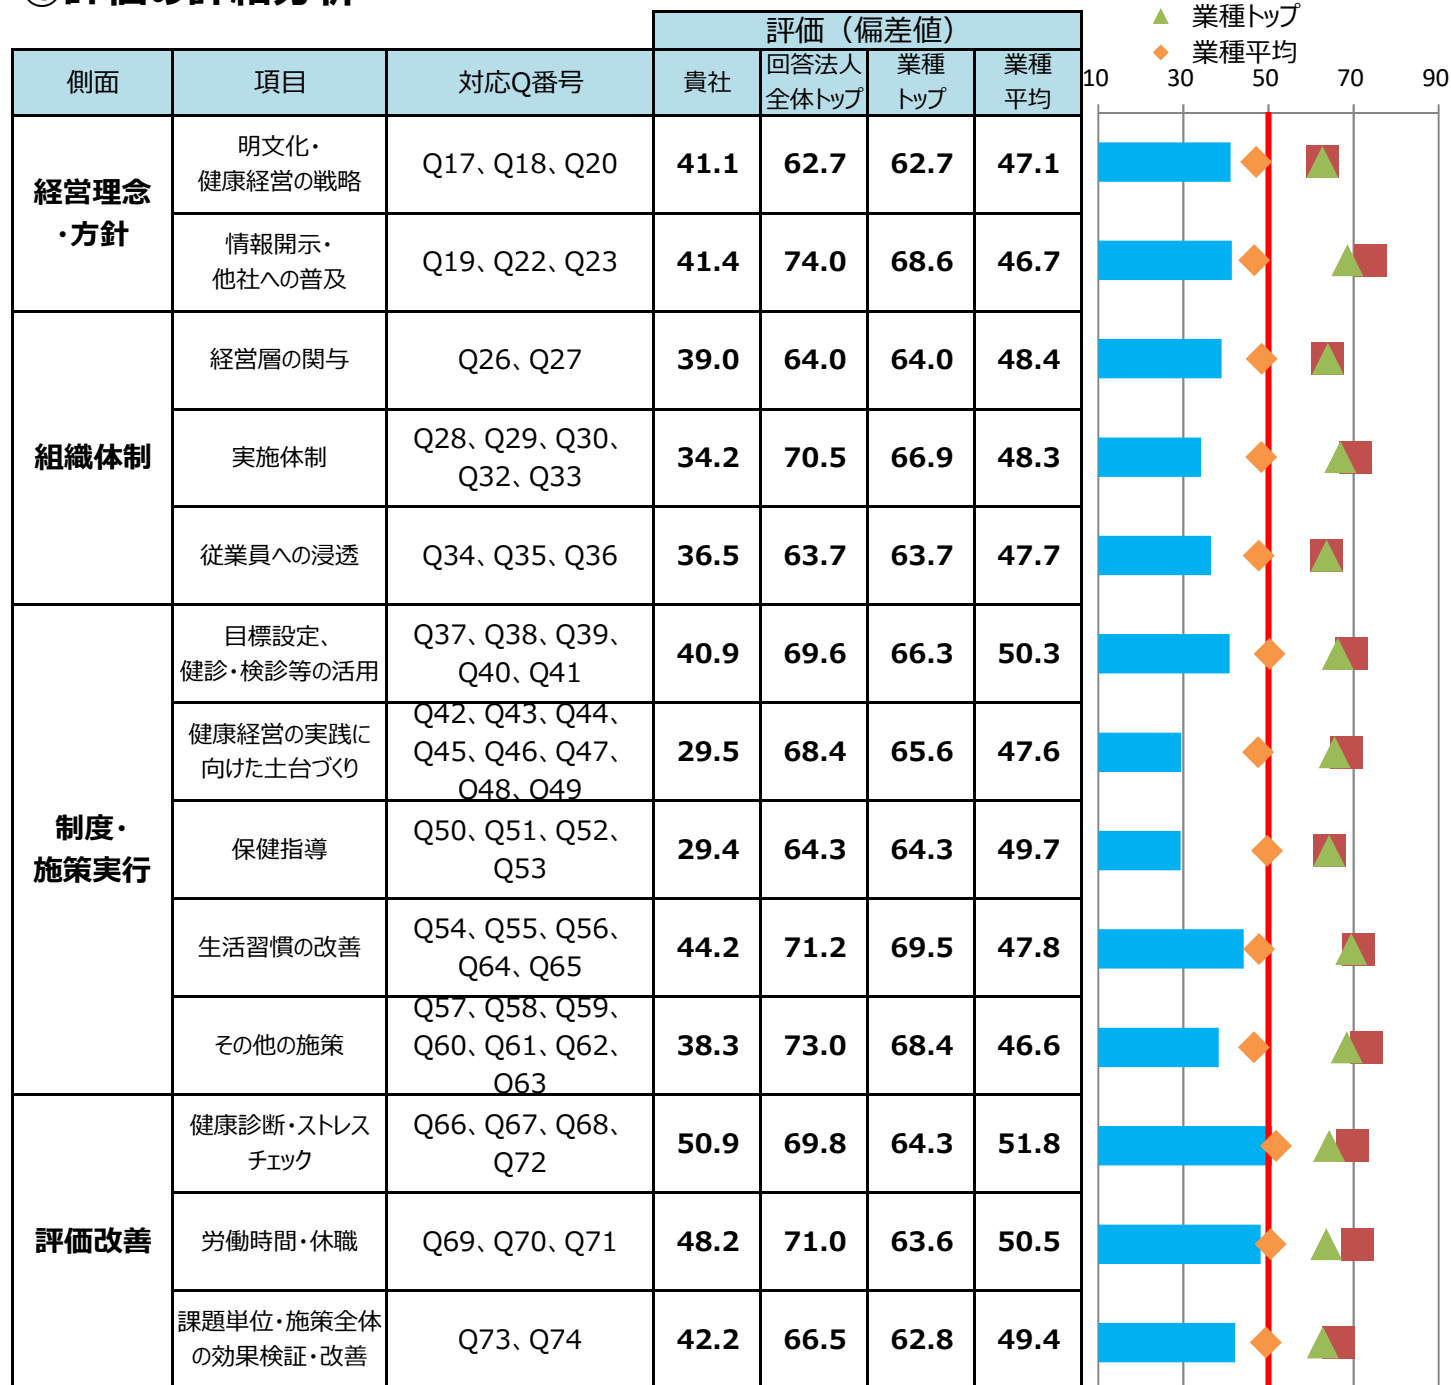 ①評価の詳細分析
業種トップ
業種平均
評価（偏差値）
側面 項目 対応Q番号 貴社 回答法人全体トップ 業種トップ 業種平均
10 30 50 70 90
経営理念・方針
明文化・健康経営の戦略 Q17、Q18、Q20 41.1 62.7 62.7 47.1
情報開示・他社への普及 Q19、Q22、Q23 41.4 74.0 68.6 46.7
組織体制
経営層の関与 Q26、Q27 39.0 64.0 64.0 48.4
実施体制 Q28、Q29、Q30、Q32、Q33 34.2 70.5 66.9 48.3
従業員への浸透 Q34、Q35、Q36 36.5 63.7 63.7 47.7
制度・施策実行
目標設定、健診・検診等の活用 Q37、Q38、Q39、Q40、Q41 40.9 69.6 66.3 50.3
健康経営の実践に向けた土台づくり Q42、Q43、Q44、Q45、Q46、Q47、Q48、Q49 29.5 68.4 65.6 47.6
保健指導 Q50、Q51、Q52、Q53 29.4 64.3 64.3 49.7
生活習慣の改善 Q54、Q55、Q56、Q64、Q65 44.2 71.2 69.5 47.8
その他の施策 Q57、Q58、Q59、Q60、Q61、Q62、Q63 38.3 73.0 68.4 46.6
評価改善
健康診断・ストレスチェック Q66、Q67、Q68、Q72 50.9 69.8 64.3 51.8
労働時間・休職 Q69、Q70、Q71 48.2 71.0 63.6 50.5
課題単位・施策全体の効果検証・改善 Q73、Q74 42.2 66.5 62.8 49.4